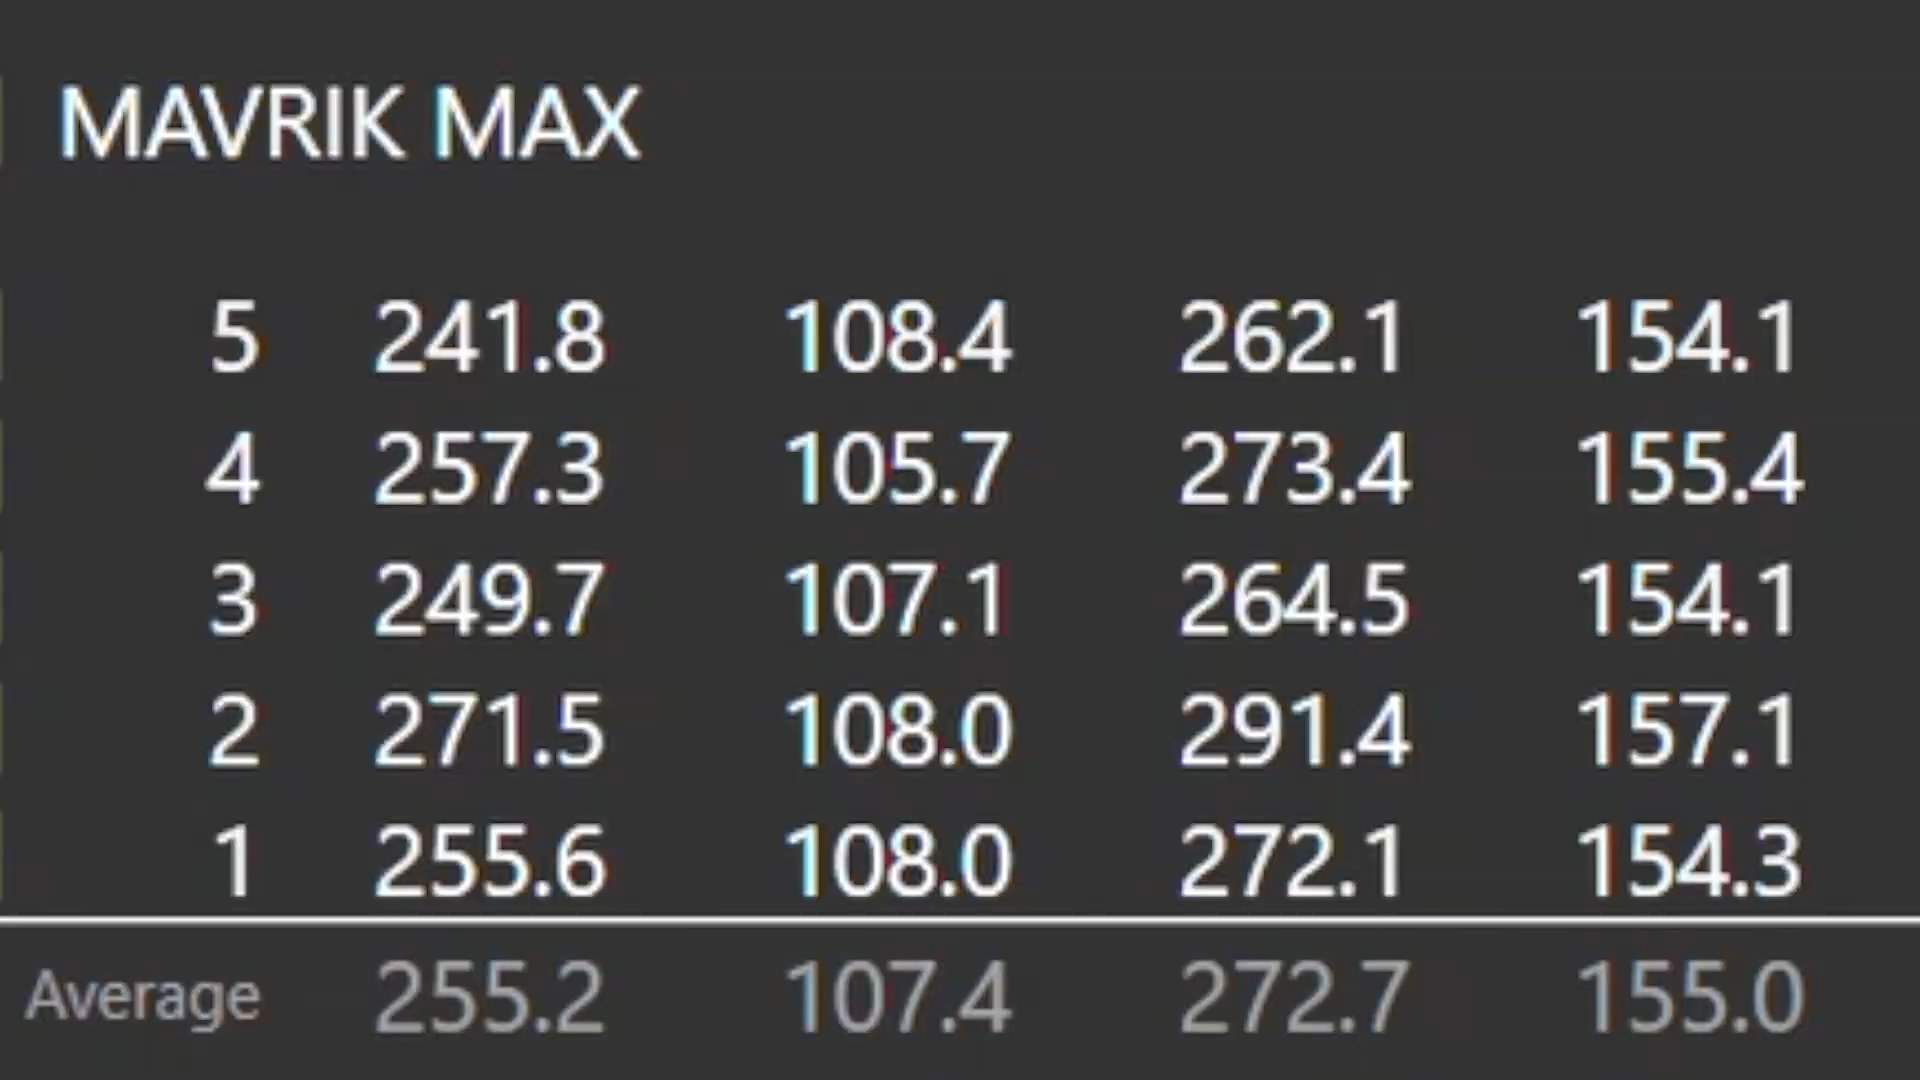 MAVRIK MAX
5 241.8 108.4 262.1 154.1
4 257.3 105.7 273.4 155.4
3 249.7 107.1 264.5 154.1
2 271.5 108.0 291.4 157.1
1 255.6 108.0 272.1 154.3
Average 255.2 107.4 272.7 155.0